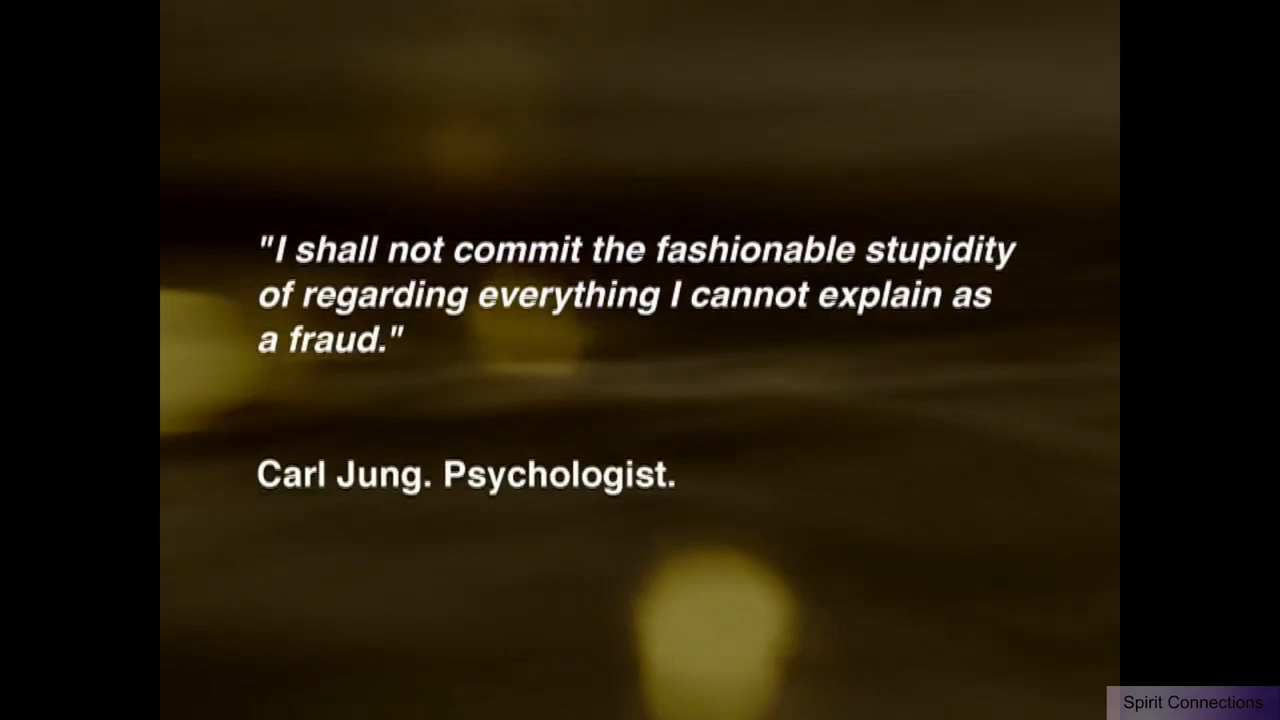 "I shall not commit the fashionable stupidity
of regarding everything I cannot explain as
a fraud."
Carl Jung. Psychologist.
Spirit Connections